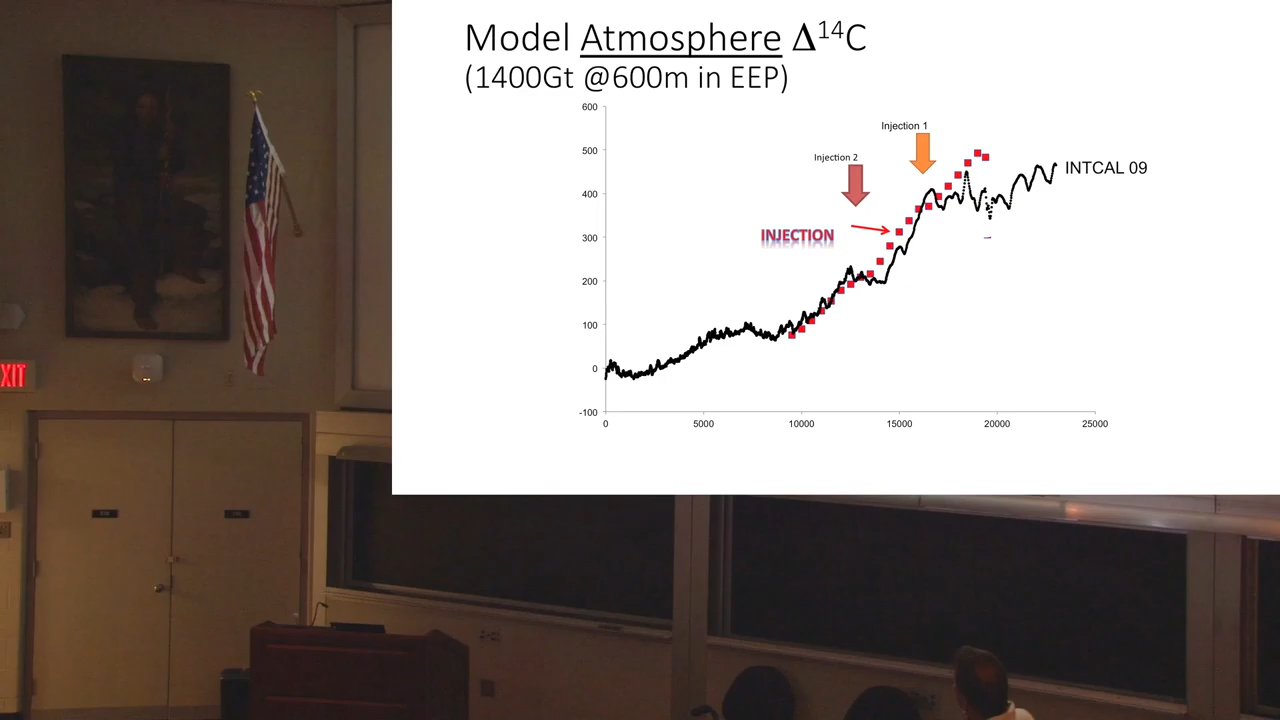 Model Atmosphere Δ¹⁴C
(1400Gt @600m in EEP)
600
500
400
300
200
100
0
-100
Injection 1
Injection 2
INJECTION
INTCAL 09
0
5000
10000
15000
20000
25000
XIT